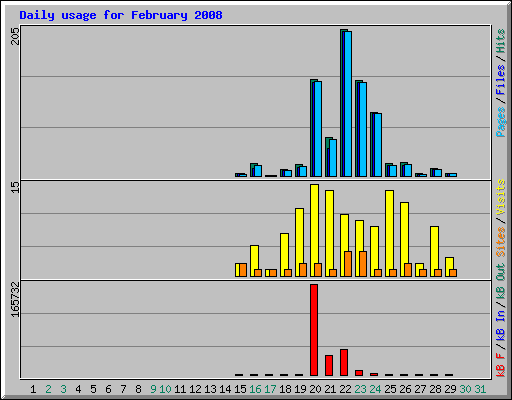 Daily usage for February 2008
205
Pages / Files / Hits
15
Sites / Visits
165732
kB F / kB In / kB Out
1 2 3 4 5 6 7 8 9 10 11 12 13 14 15 16 17 18 19 20 21 22 23 24 25 26 27 28 29 30 31